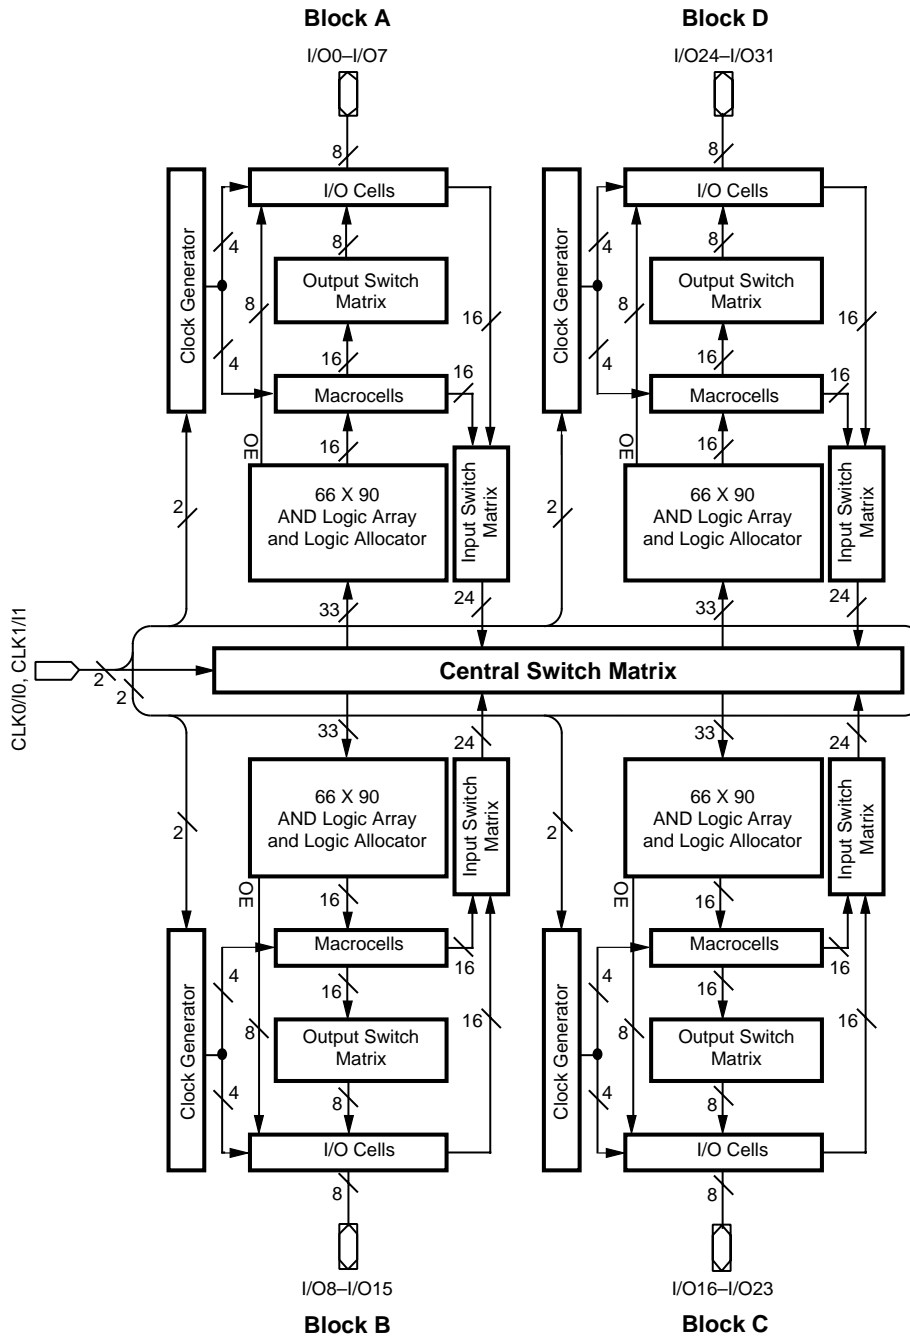 Block A
Block D
I/O0–I/O7
I/O24–I/O31
8
8
I/O Cells
I/O Cells
Clock Generator
4
8
8
Output Switch
Matrix
16
4
16
16
Macrocells
OE
16
66 X 90
AND Logic Array
and Logic Allocator
Input Switch
Matrix
2
33
24
Clock Generator
4
8
8
Output Switch
Matrix
16
4
16
16
Macrocells
OE
16
66 X 90
AND Logic Array
and Logic Allocator
Input Switch
Matrix
2
33
24
CLK0/I0, CLK1/I1
2
2
Central Switch Matrix
33
24
66 X 90
AND Logic Array
and Logic Allocator
Input Switch
Matrix
2
OE
16
Macrocells
16
Clock Generator
4
16
8
16
Output Switch
Matrix
4
8
I/O Cells
8
33
24
66 X 90
AND Logic Array
and Logic Allocator
Input Switch
Matrix
2
OE
16
Macrocells
16
Clock Generator
4
16
8
16
Output Switch
Matrix
4
8
I/O Cells
8
I/O8–I/O15
I/O16–I/O23
Block B
Block C